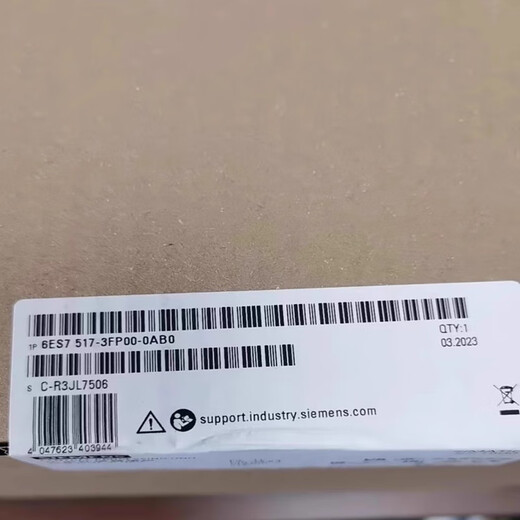 1P 6ES7 517-3FP00-0AB0
QTY:1
03.2023
S C-R3JL7506
support.industry.siemens.com
4 047623 403944